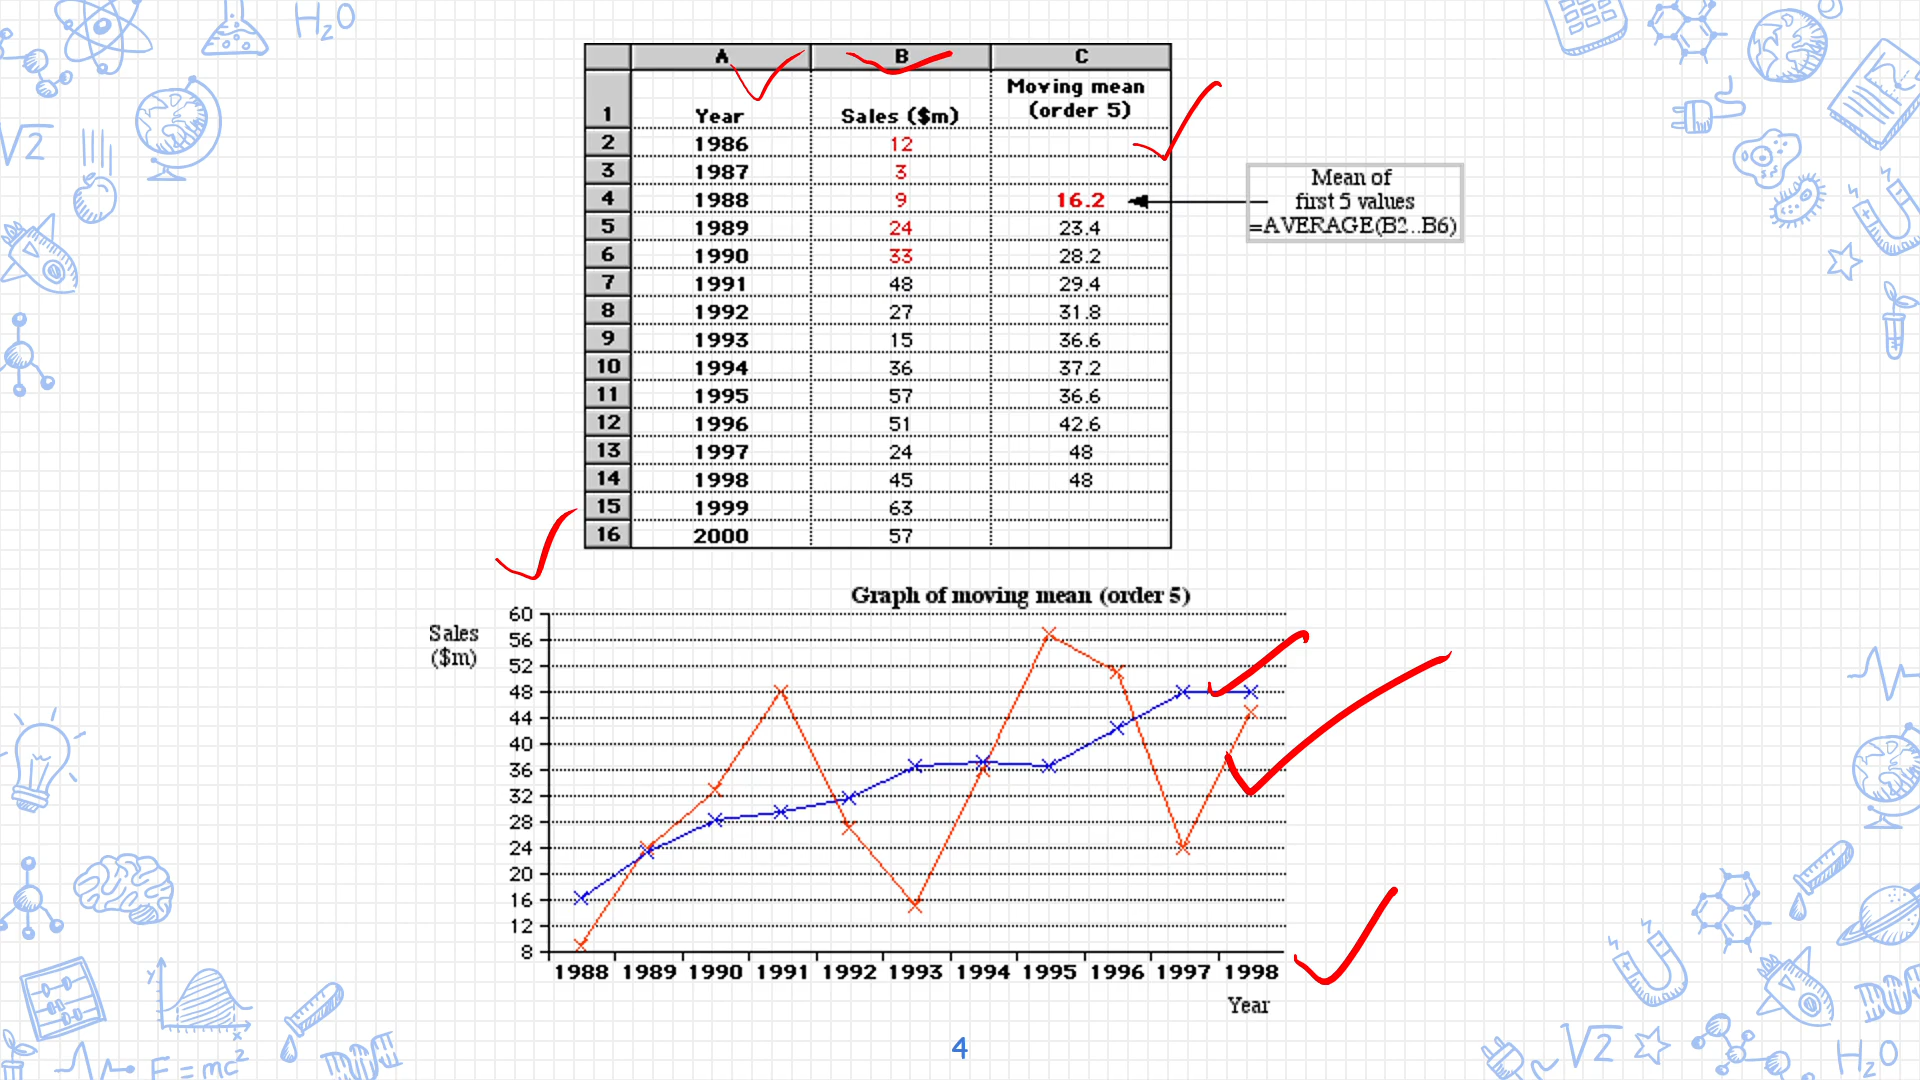 H₂O
√2
F=mc²
y
x
A B C
Moving mean
(order 5)
1 Year Sales ($m)
2 1986 12
3 1987 3
4 1988 9 16.2
5 1989 24 23.4
6 1990 33 28.2
7 1991 48 29.4
8 1992 27 31.8
9 1993 15 36.6
10 1994 36 37.2
11 1995 57 36.6
12 1996 51 42.6
13 1997 24 48
14 1998 45 48
15 1999 63
16 2000 57
Mean of
first 5 values
=AVERAGE(B2..B6)
Graph of moving mean (order 5)
Sales
($m)
60
56
52
48
44
40
36
32
28
24
20
16
12
8
1988 1989 1990 1991 1992 1993 1994 1995 1996 1997 1998
Year
4
√2
H₂O